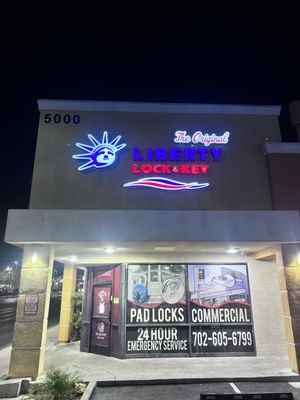 5000
The Original
LIBERTY
LOCK & KEY
PAD LOCKS
COMMERCIAL
24 HOUR
EMERGENCY SERVICE
702-605-6799